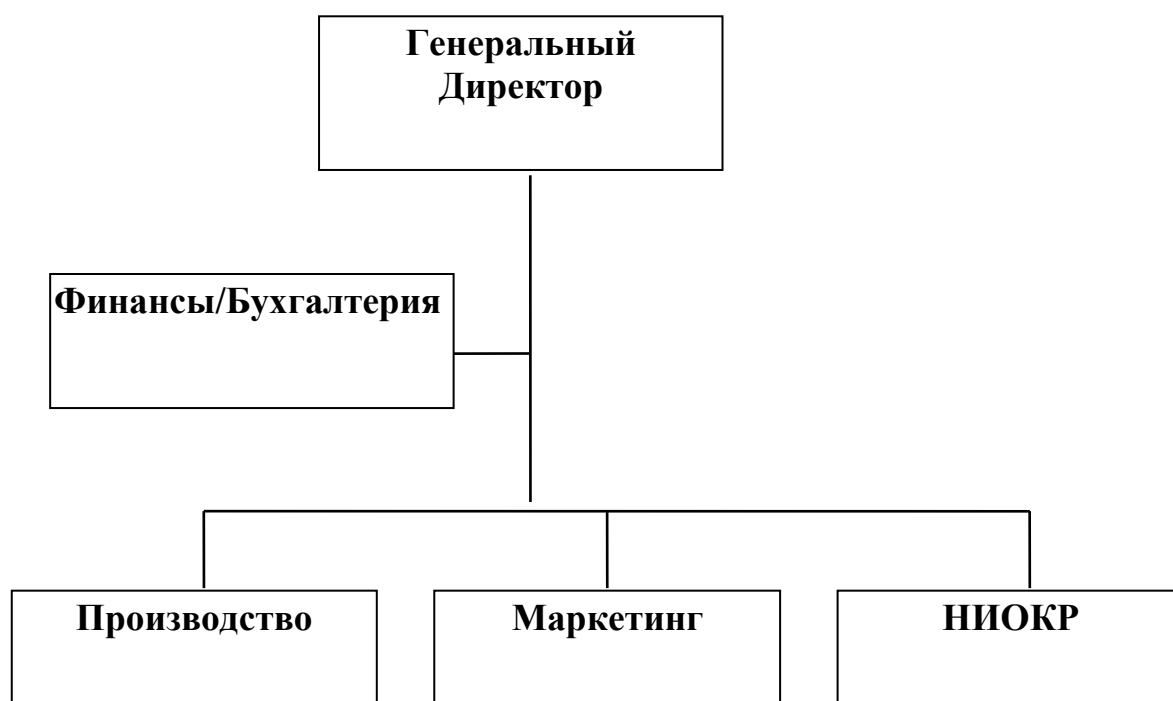 Генеральный
Директор
Финансы/Бухгалтерия
Производство
Маркетинг
НИОКР